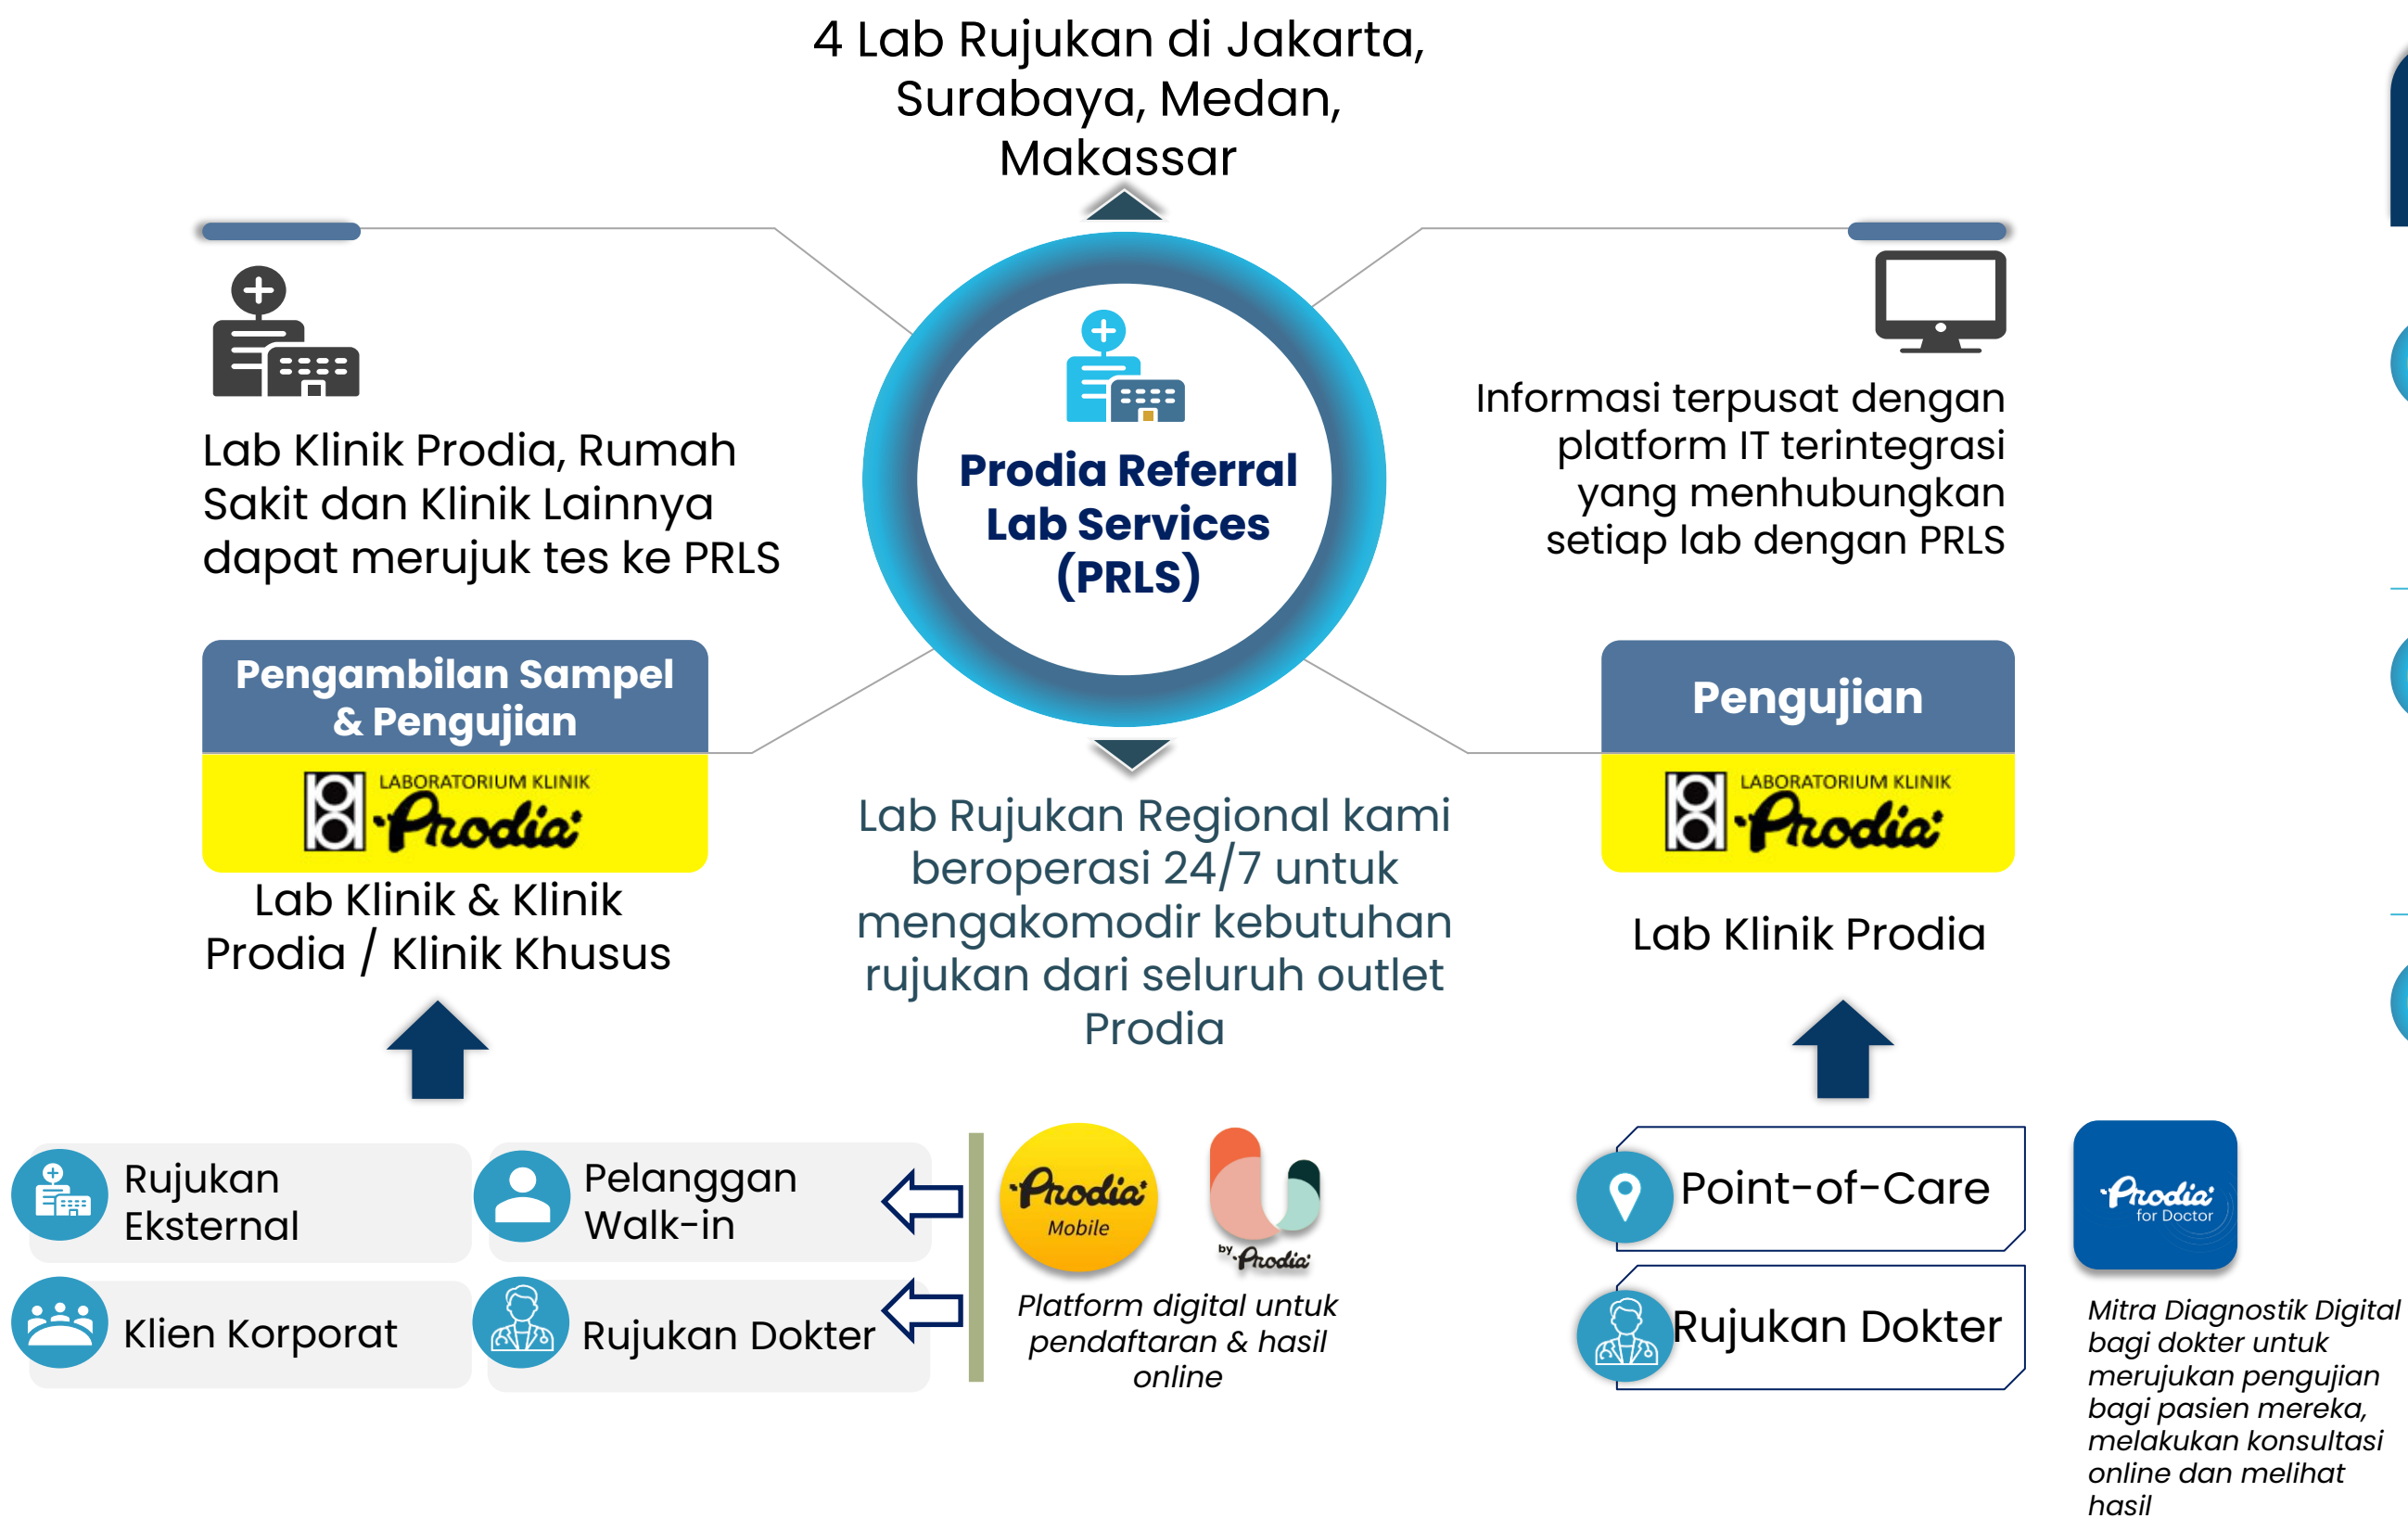 4 Lab Rujukan di Jakarta,
Surabaya, Medan,
Makassar
Lab Klinik Prodia, Rumah
Sakit dan Klinik Lainnya
dapat merujuk tes ke PRLS
Prodia Referral
Lab Services
(PRLS)
Informasi terpusat dengan
platform IT terintegrasi
yang menhubungkan
setiap lab dengan PRLS
Pengambilan Sampel
& Pengujian
LABORATORIUM KLINIK
Prodia
Lab Klinik & Klinik
Prodia / Klinik Khusus
Lab Rujukan Regional kami
beroperasi 24/7 untuk
mengakomodir kebutuhan
rujukan dari seluruh outlet
Prodia
Pengujian
LABORATORIUM KLINIK
Prodia
Lab Klinik Prodia
Rujukan
Eksternal
Pelanggan
Walk-in
Klien Korporat
Rujukan Dokter
Prodia
Mobile
by Prodia
Platform digital untuk
pendaftaran & hasil
online
Point-of-Care
Rujukan Dokter
Prodia
for Doctor
Mitra Diagnostik Digital
bagi dokter untuk
merujukan pengujian
bagi pasien mereka,
melakukan konsultasi
online dan melihat
hasil